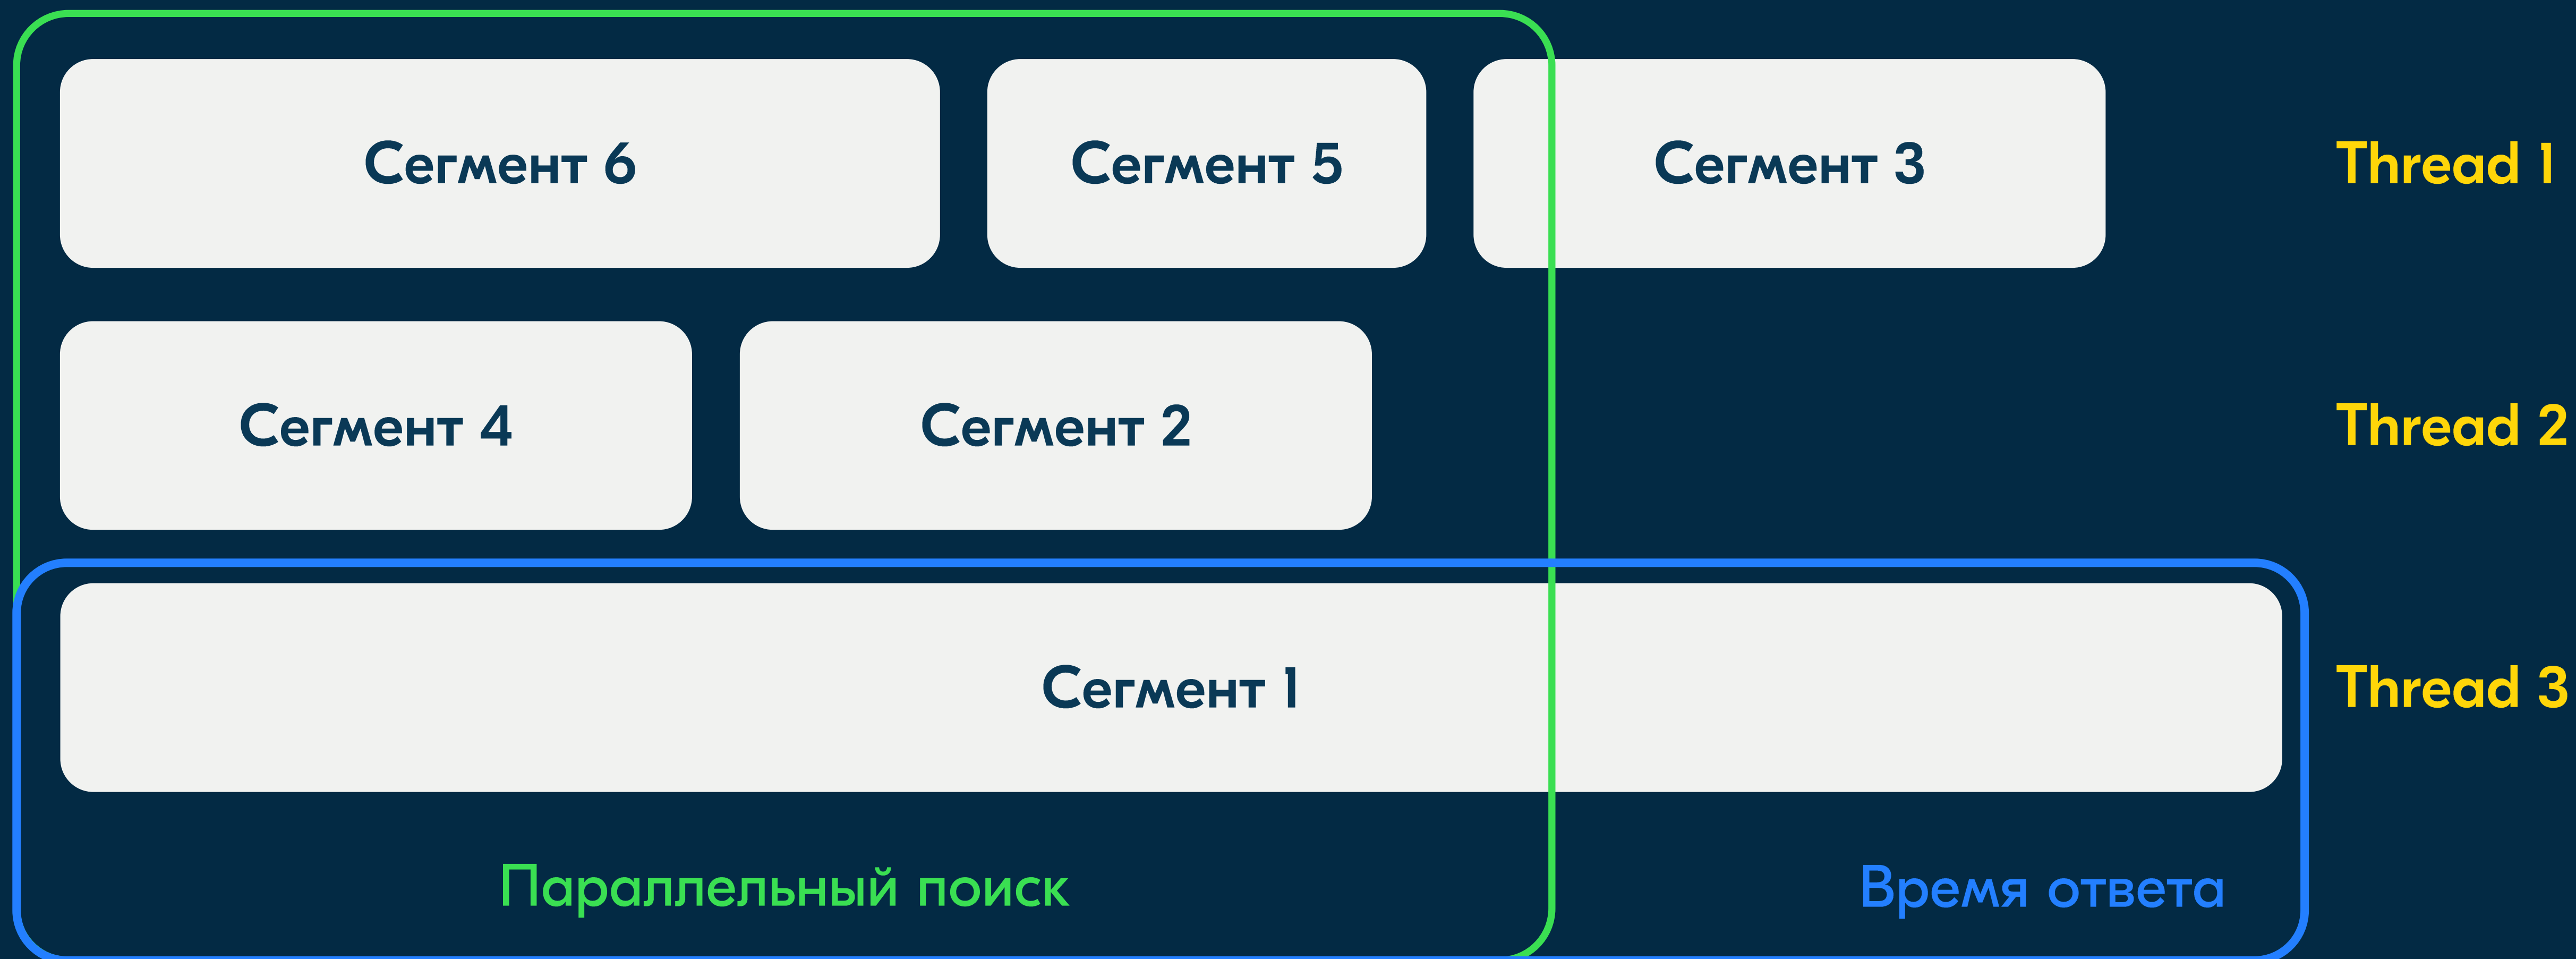 Сегмент 6
Сегмент 5
Сегмент 3
Thread 1
Сегмент 4
Сегмент 2
Thread 2
Сегмент 1
Thread 3
Параллельный поиск
Время ответа